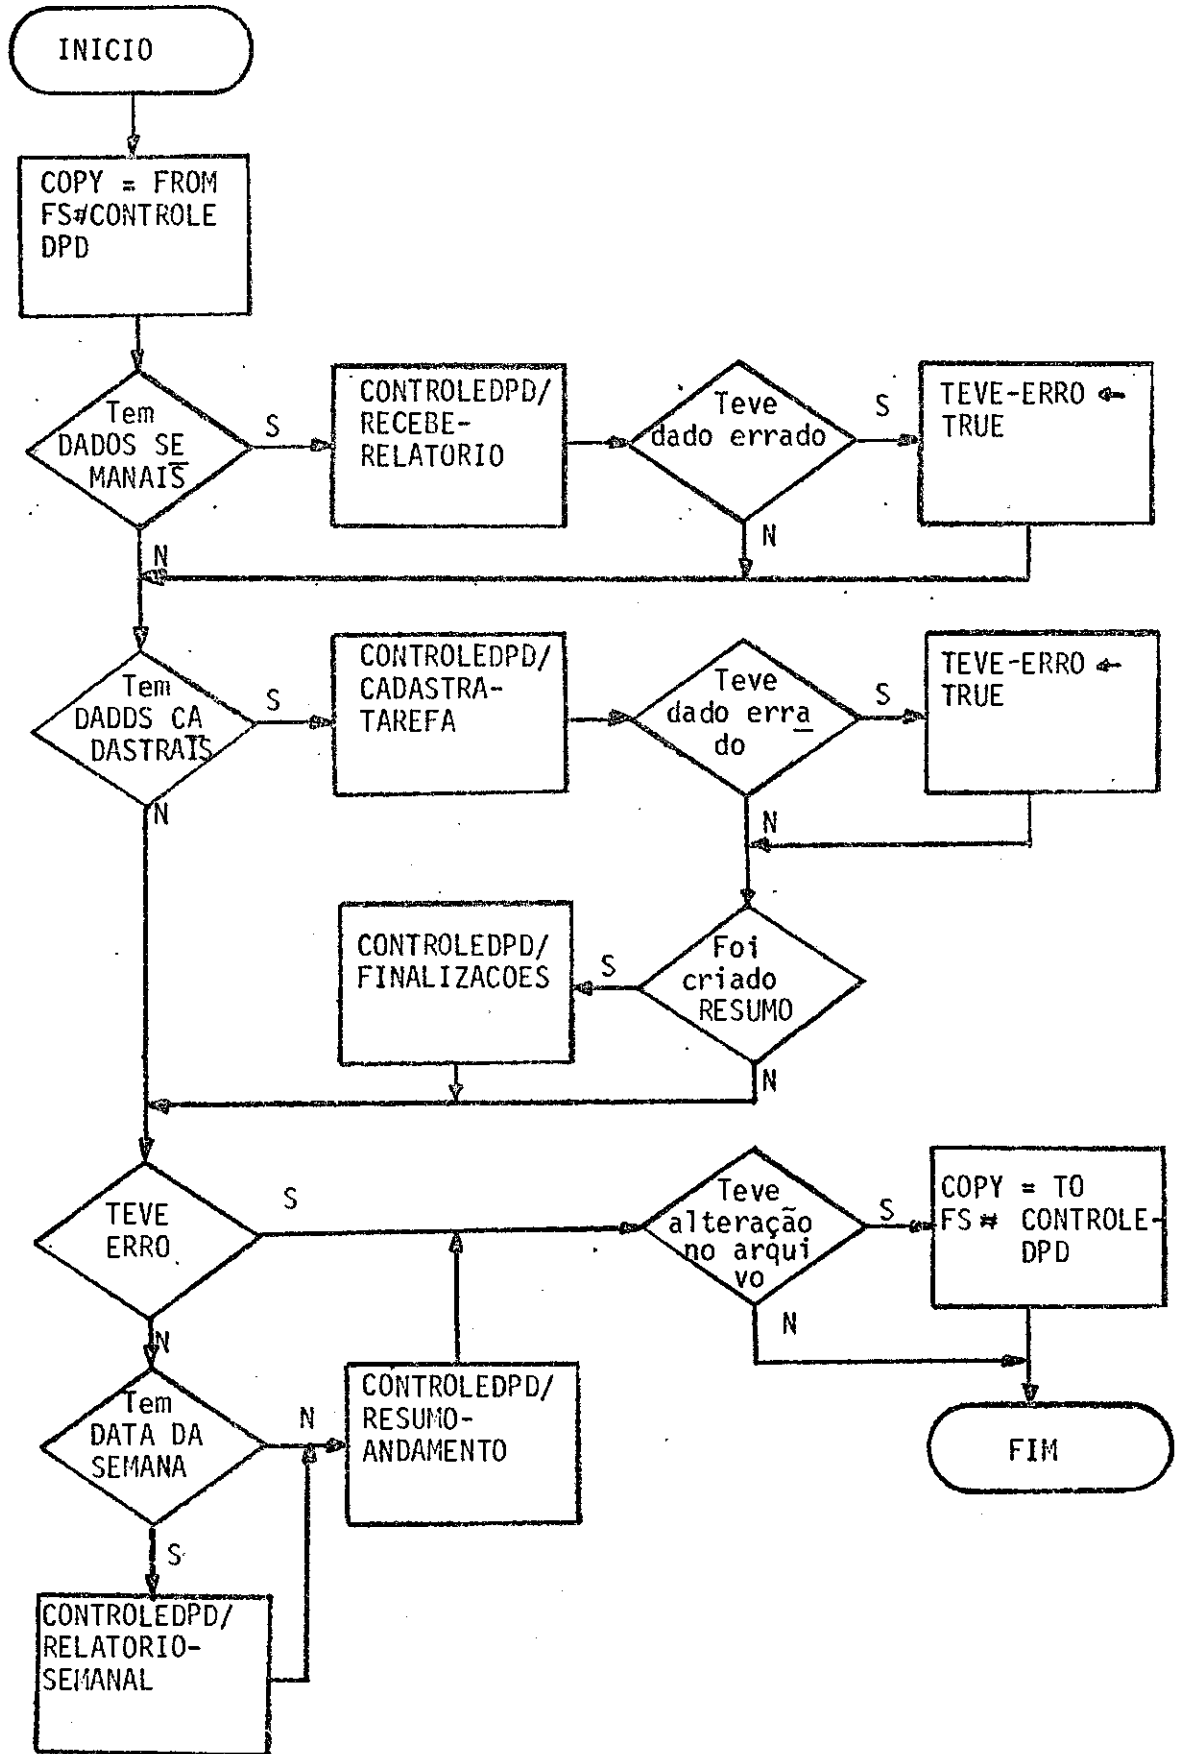 INICIO
COPY = FROM
FS#CONTROLE
DPD
Tem
DADOS SE
MANAIS
S
CONTROLEDPD/
RECEBE-
RELATORIO
Teve
dado errado
S
TEVE-ERRO ←
TRUE
N
N
Tem
DADDS CA
DASTRAIS
S
CONTROLEDPD/
CADASTRA-
TAREFA
Teve
dado erra
do
S
TEVE-ERRO ←
TRUE
N
N
Foi
criado
RESUMO
S
CONTROLEDPD/
FINALIZACOES
N
TEVE
ERRO
S
Teve
alteração
no arqui
vo
S
COPY = TO
FS# CONTROLE-
DPD
N
N
Tem
DATA DA
SEMANA
N
CONTROLEDPD/
RESUMO-
ANDAMENTO
FIM
S
CONTROLEDPD/
RELATORIO-
SEMANAL